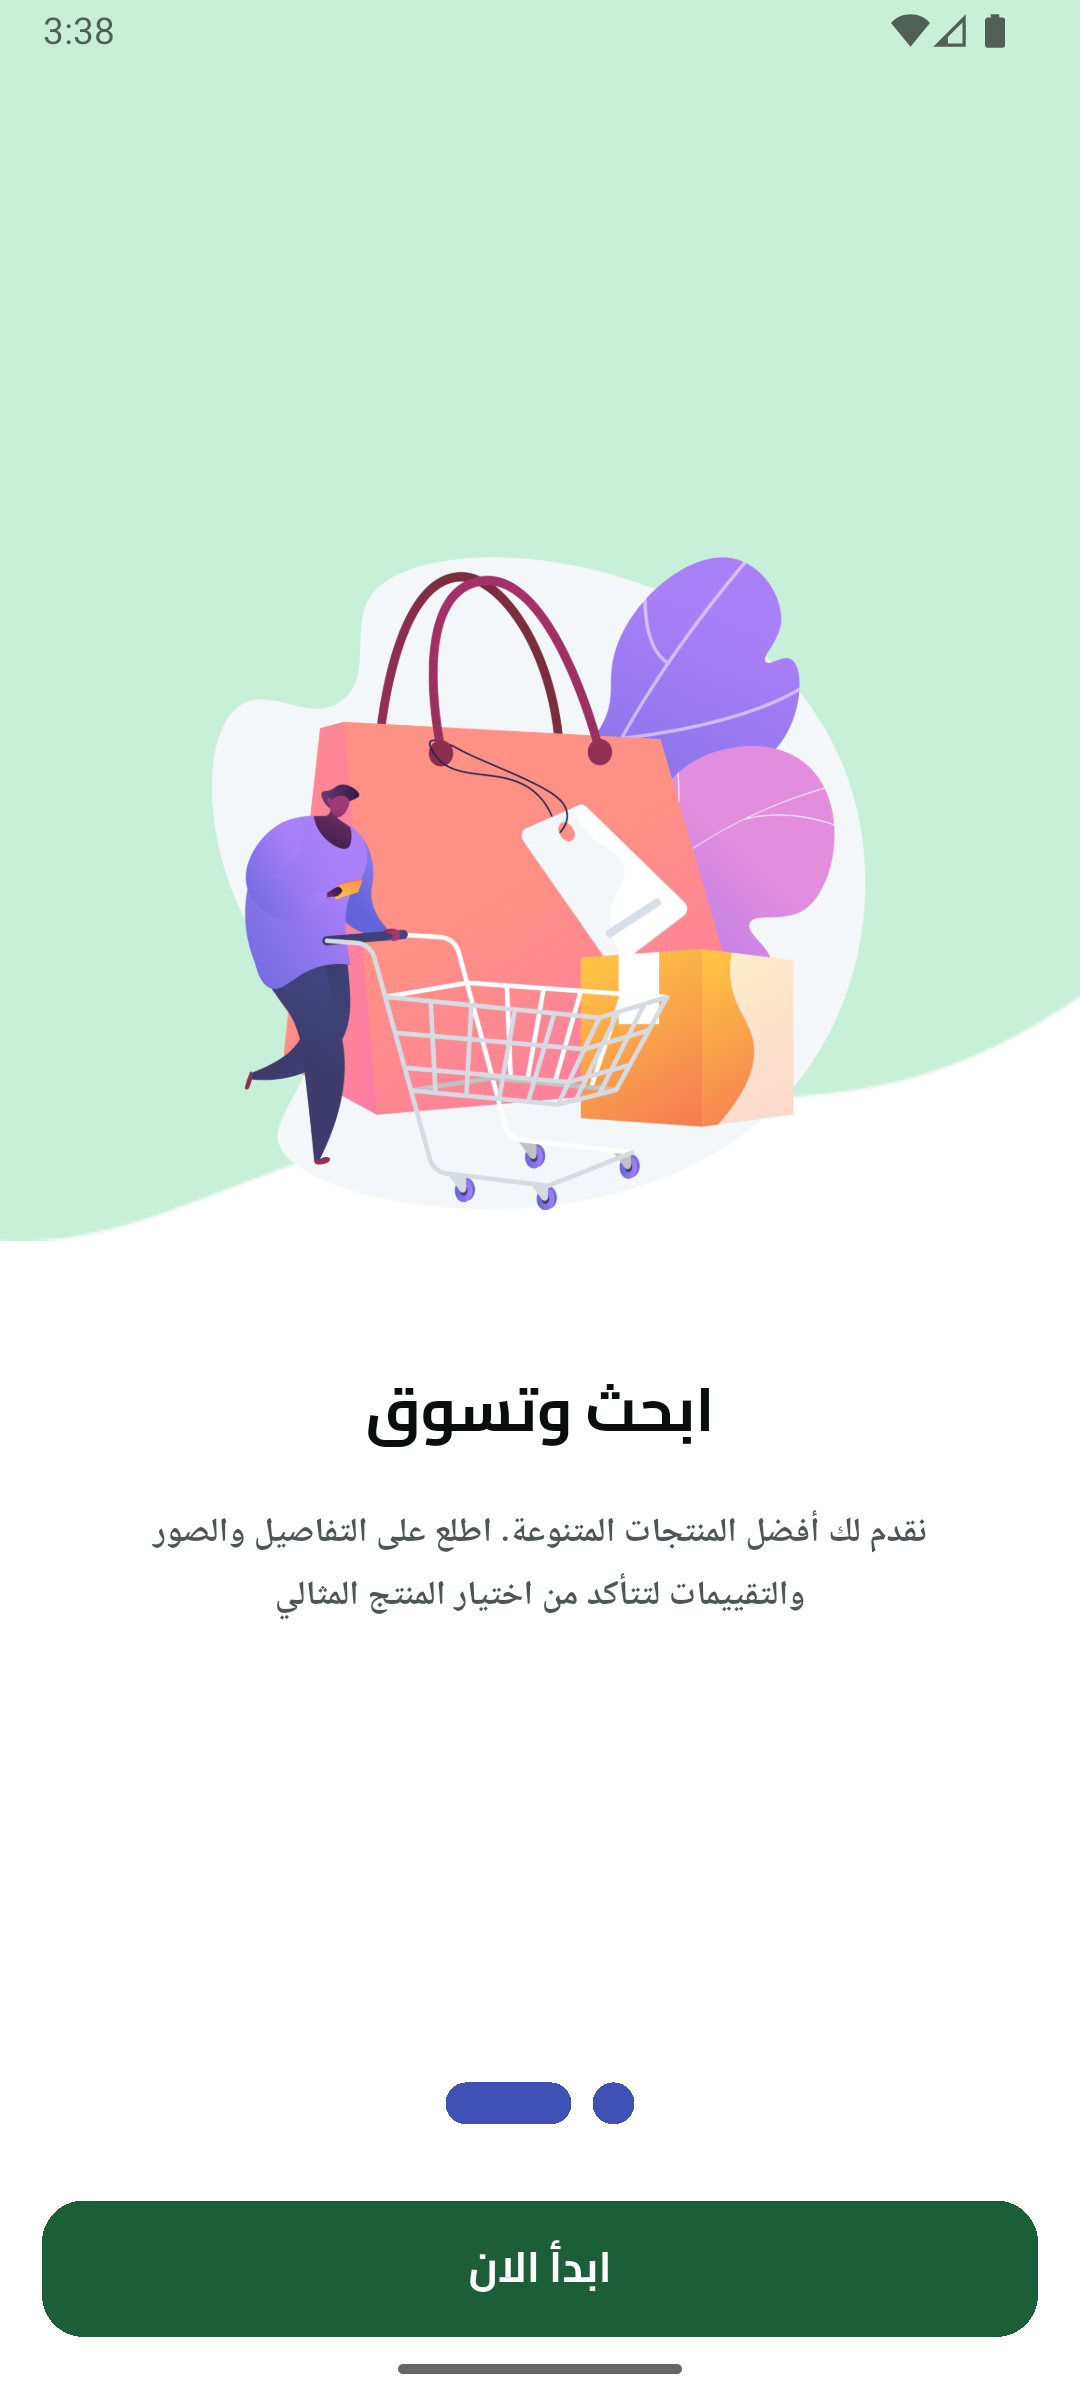 3:38
ابحث وتسوق
نقدم لك أفضل المنتجات المتنوعة. اطلع على التفاصيل والصور
والتقييمات لتتأكد من اختيار المنتج المثالي
ابدأ الان